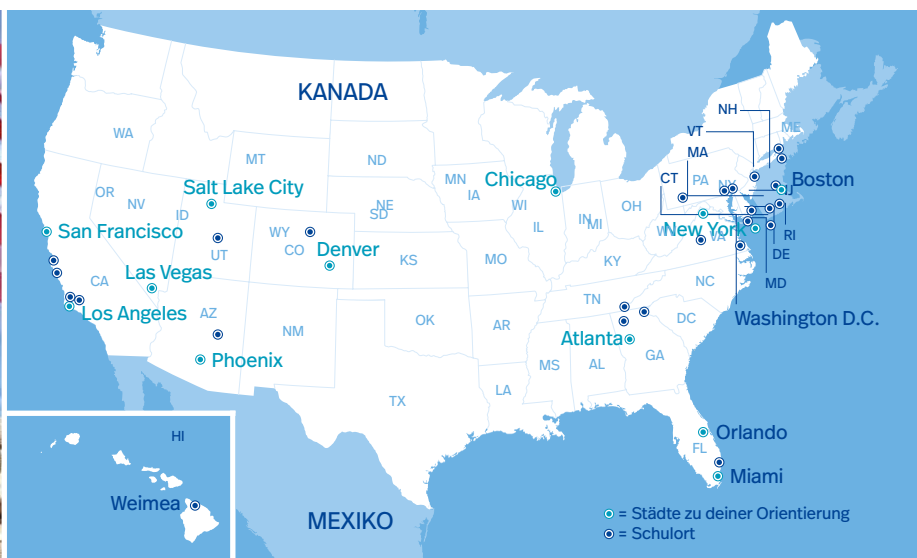 KANADA
NH
ME
WA
VT
MT
ND
MA
MN
Chicago
CT
PA
NY
Boston
OR
NV
ID
Salt Lake City
NE
SD
IA
WI
IN
MI
OH
San Francisco
WY
CO
UT
Denver
KS
IL
W
New York
VA
RI
DE
CA
Las Vegas
MO
KY
MD
NC
Los Angeles
AZ
NM
OK
AR
TN
DC
Washington D.C.
Phoenix
Atlanta
MS
AL
GA
TX
LA
HI
Orlando
FL
Weimea
Miami
MEXIKO
= Städte zu deiner Orientierung
= Schulort